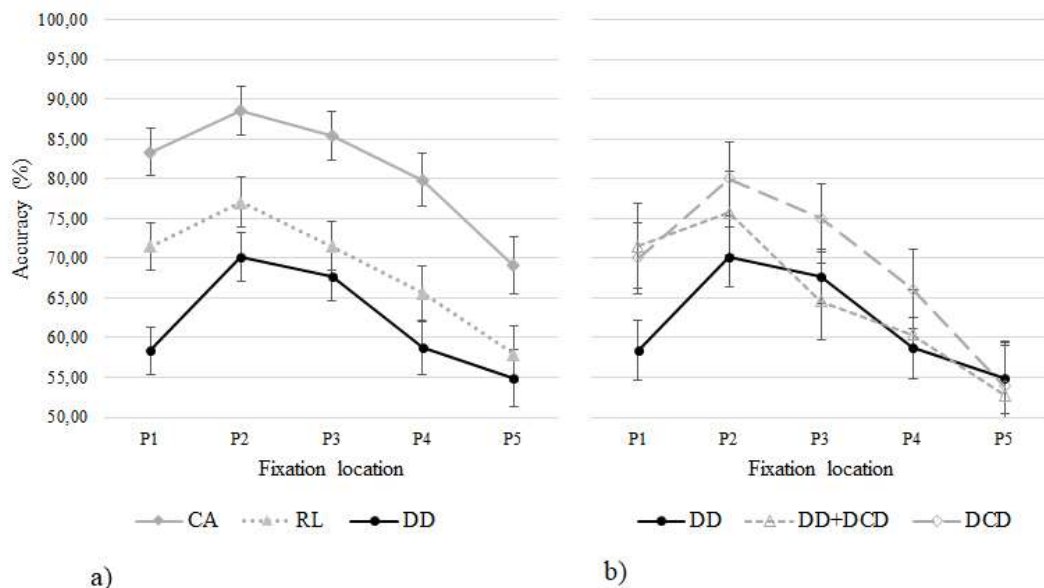 100,00
95,00
90,00
85,00
80,00
75,00
70,00
65,00
60,00
55,00
50,00
Accuracy (%)
P1 P2 P3 P4 P5
Fixation location
CA RL DD
a)
P1 P2 P3 P4 P5
Fixation location
DD DD+DCD DCD
b)